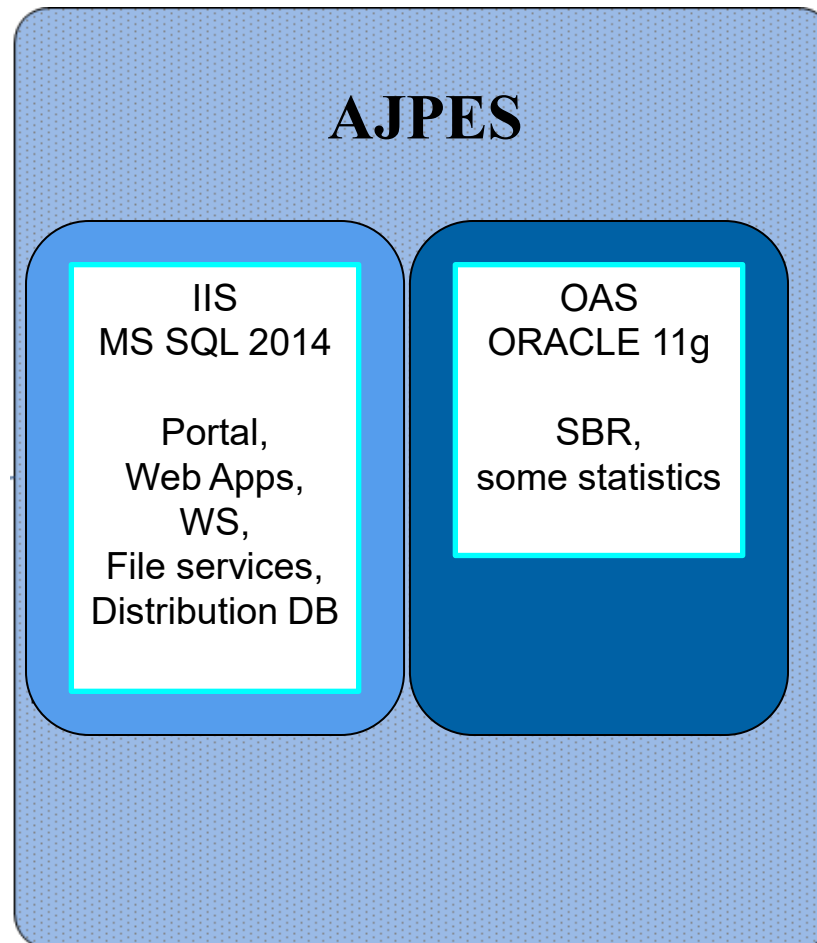 AJPES
IIS
MS SQL 2014
Portal,
Web Apps,
WS,
File services,
Distribution DB
OAS
ORACLE 11g
SBR,
some statistics